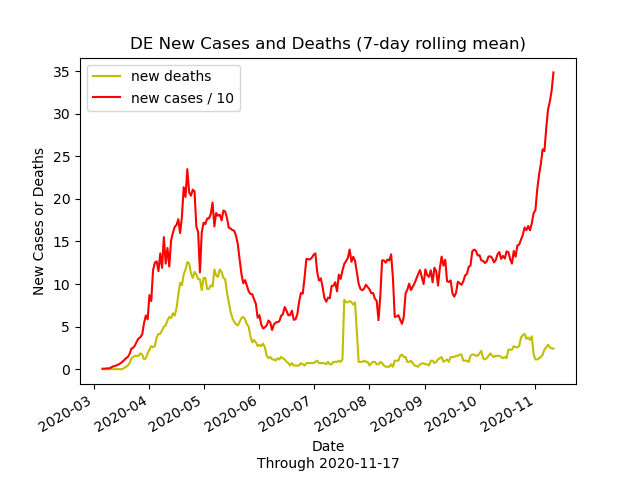 DE New Cases and Deaths (7-day rolling mean)
new deaths
new cases / 10
35
30
25
20
15
10
5
0
New Cases or Deaths
2020-03
2020-04
2020-05
2020-06
2020-07
2020-08
2020-09
2020-10
2020-11
Date
Through 2020-11-17